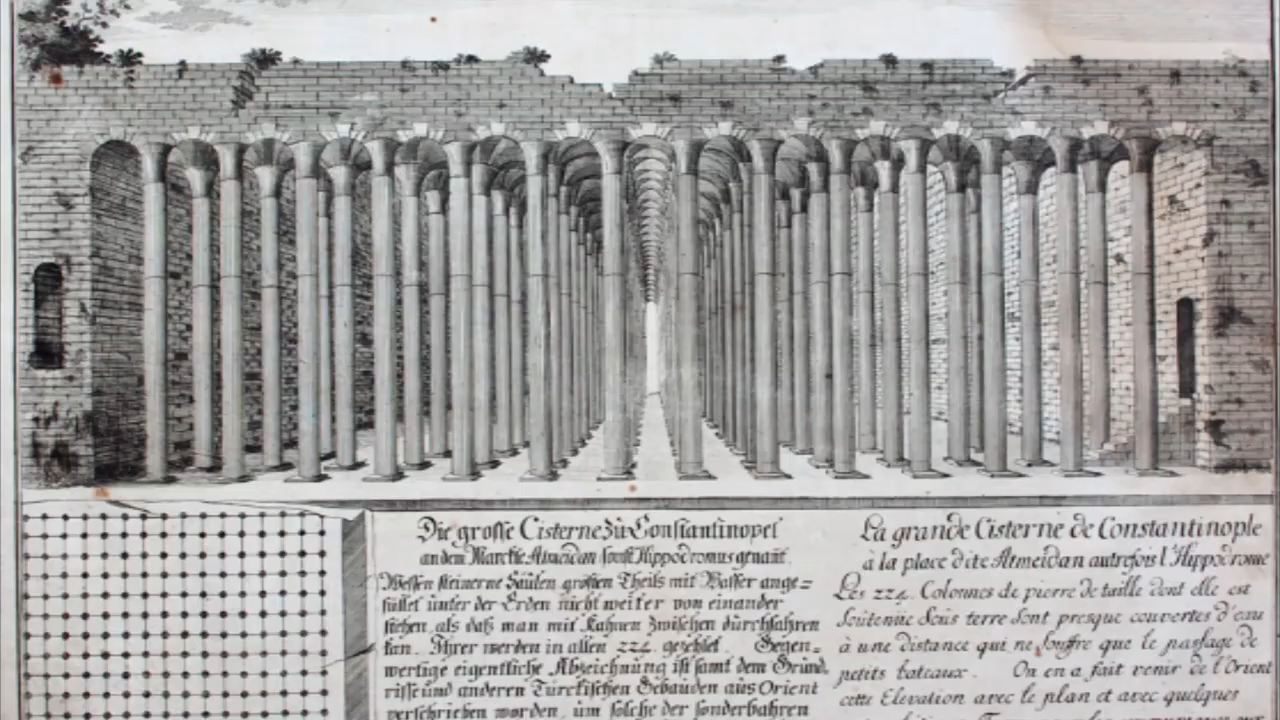 Die grosse Cisterne zu Constantinopel
an dem Marckte Atmeidan sonst Hippodromus genañt.
Wessen steinerne Säulen großen Theils mit Wasser ange=
füllet unter der Erden nicht weiter von einander
stehen, als daß man mit Kahnen zwischen durchfahren
kan. Ihrer werden in allen 224. gezehlet. Gegen=
wertige eigentliche Abzeichnung ist samt dem Grund
risse und anderen Türckischen Gebäuden aus Orient
verschrieben worden, um solche der sonderbahren
La grande Cisterne de Constantinople
à la place dite Atmeidan autrefois l'Hippodrome
Les 224. Colonnes de pierre de taille dont elle est
soutenüe sous terre sont presque couvertes d'eau
à une distance qui ne souffre que le passage de
petits bateaux. On en a fait venir de l'Orient
cette Elevation avec le plan et avec quelques